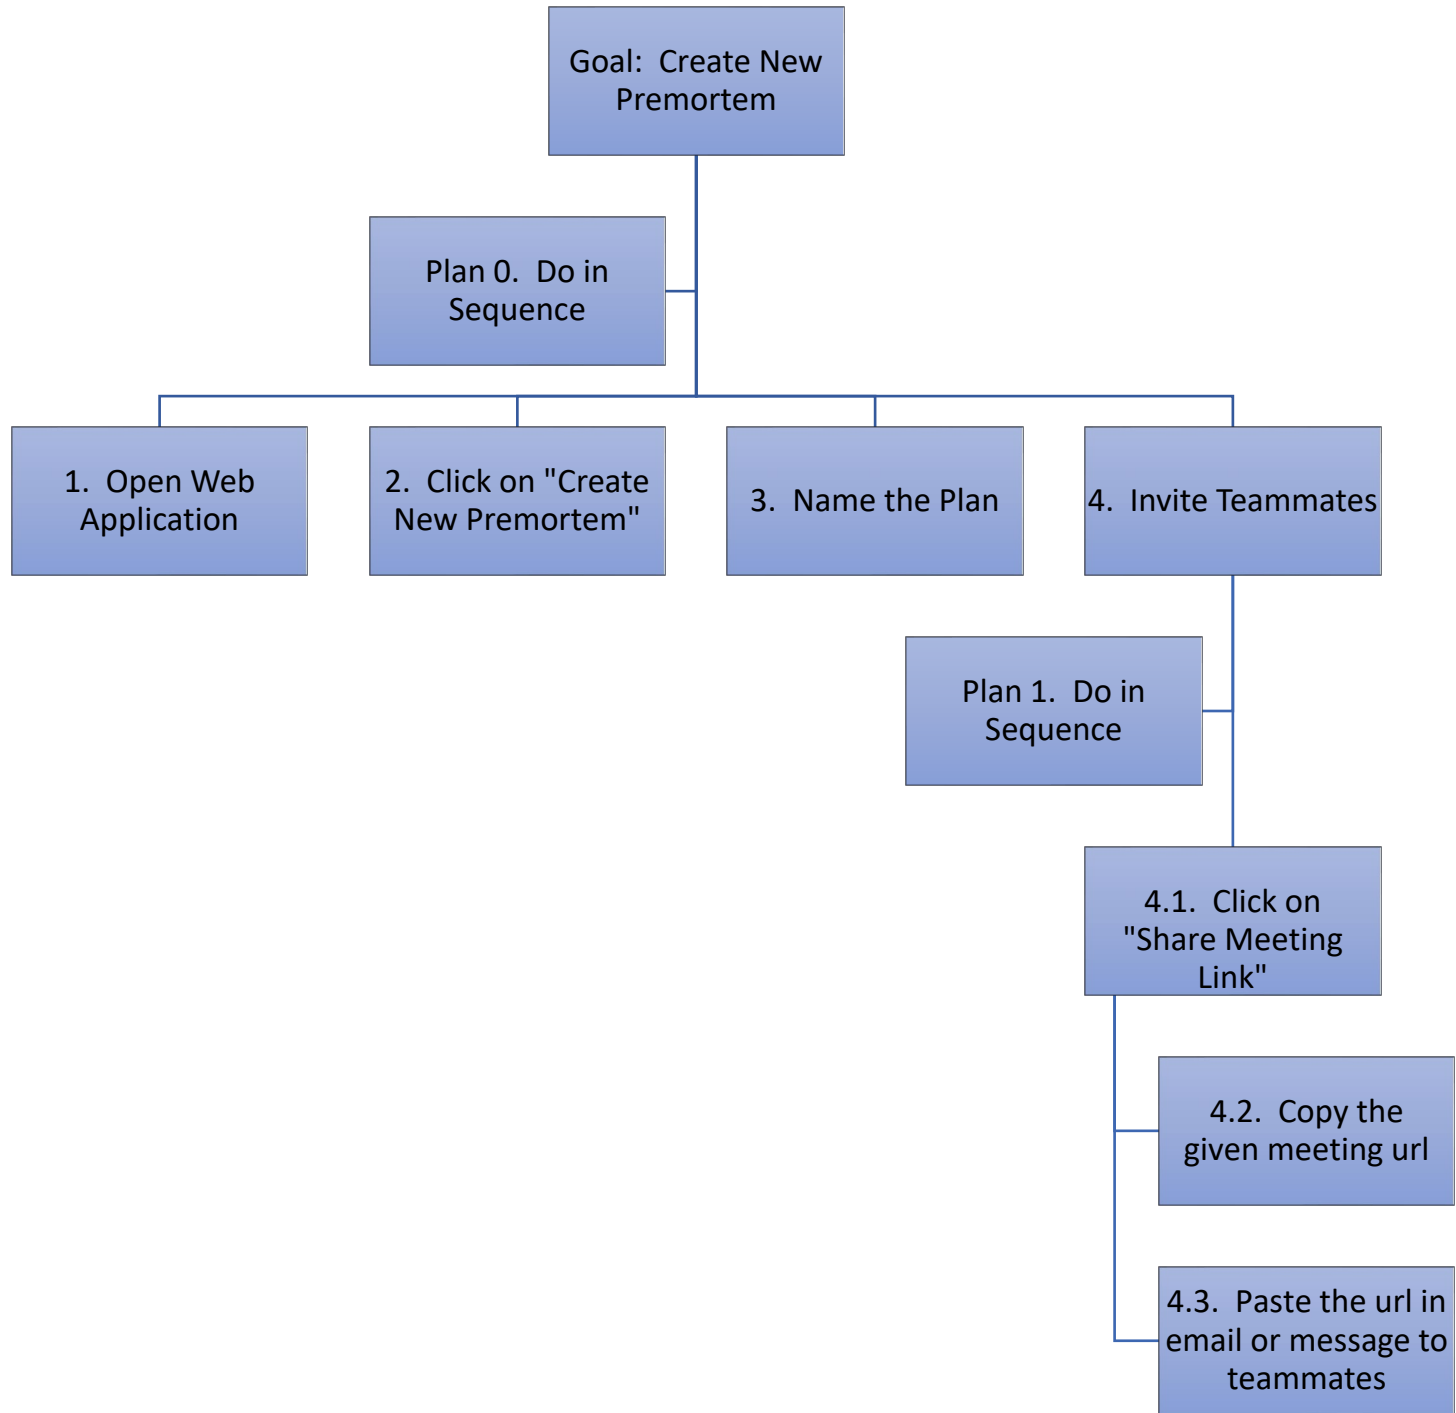 Goal:  Create New
Premortem
Plan 0.  Do in
Sequence
1.  Open Web
Application
2.  Click on "Create
New Premortem"
3.  Name the Plan
4.  Invite Teammates
Plan 1.  Do in
Sequence
4.1.  Click on
"Share Meeting
Link"
4.2.  Copy the
given meeting url
4.3.  Paste the url in
email or message to
teammates